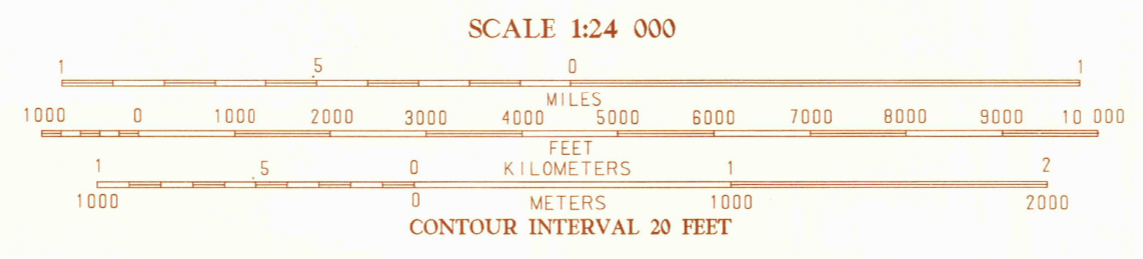 SCALE 1:24 000
1 .5 0 1
MILES
1000 0 1000 2000 3000 4000 5000 6000 7000 8000 9000 10 000
FEET
KILOMETERS
1 .5 0 1 2
1000 0 METERS 1000 2000
CONTOUR INTERVAL 20 FEET